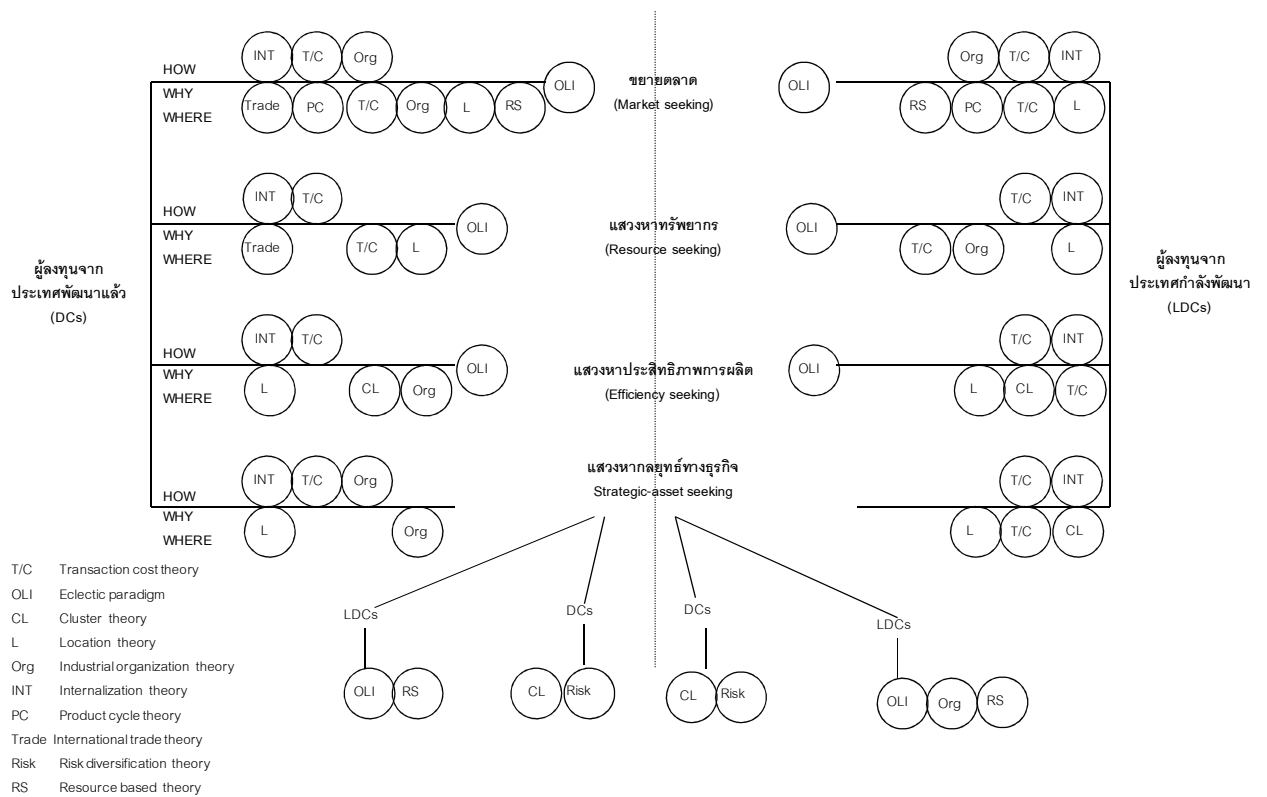 INT T/C Org
HOW
WHY
WHERE
Trade PC T/C Org L RS
OLI
ขยายตลาด
(Market seeking)
OLI
Org T/C INT
RS PC T/C L
INT T/C
HOW
WHY
WHERE
Trade T/C L
OLI
แสวงหาทรัพยากร
(Resource seeking)
OLI
T/C INT
T/C Org L
ผู้ลงทุนจาก
ประเทศพัฒนาแล้ว
(DCs)
ผู้ลงทุนจาก
ประเทศกำลังพัฒนา
(LDCs)
INT T/C
HOW
WHY
WHERE
L CL Org
OLI
แสวงหาประสิทธิภาพการผลิต
(Efficiency seeking)
OLI
T/C INT
L CL T/C
INT T/C Org
HOW
WHY
WHERE
L Org
แสวงหากลยุทธ์ทางธุรกิจ
Strategic-asset seeking
T/C INT
L T/C CL
LDCs
DCs
DCs
LDCs
OLI RS
CL Risk
CL Risk
OLI Org RS
T/C Transaction cost theory
OLI Eclectic paradigm
CL Cluster theory
L Location theory
Org Industrial organization theory
INT Internalization theory
PC Product cycle theory
Trade International trade theory
Risk Risk diversification theory
RS Resource based theory